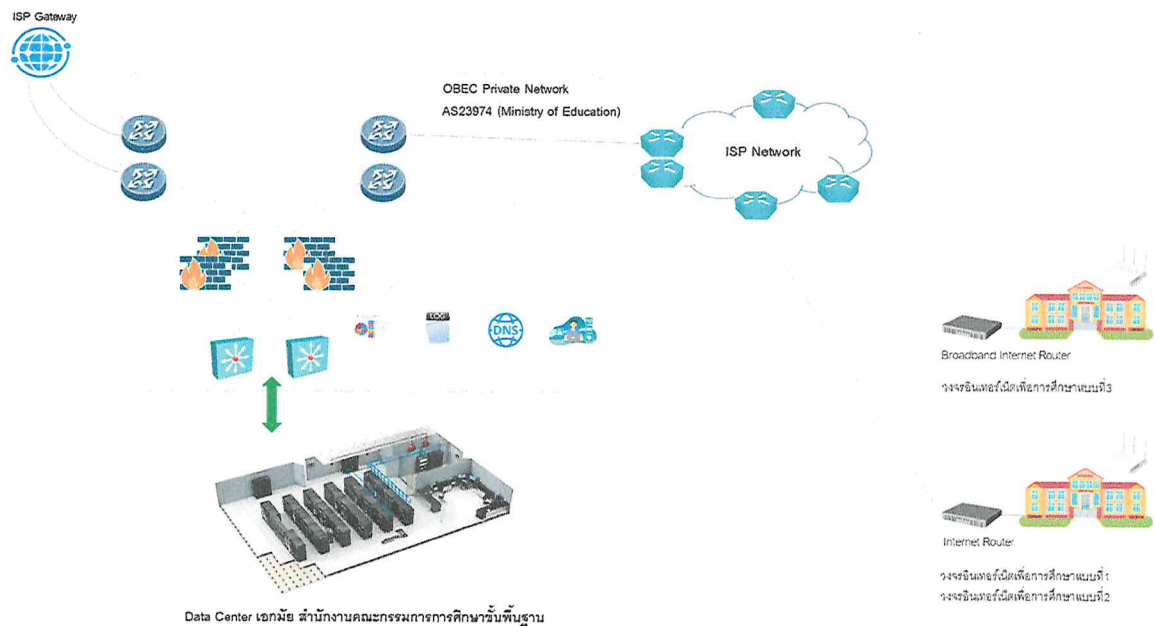 ISP Gateway
OBEC Private Network
AS23974 (Ministry of Education)
ISP Network
LOG
DNS
Broadband Internet Router
วงจรอินเทอร์เน็ตเพื่อการศึกษาแบบที่3
Internet Router
วงจรอินเทอร์เน็ตเพื่อการศึกษาแบบที่1
วงจรอินเทอร์เน็ตเพื่อการศึกษาแบบที่2
Data Center เอกมัย สำนักงานคณะกรรมการการศึกษาขั้นพื้นฐาน